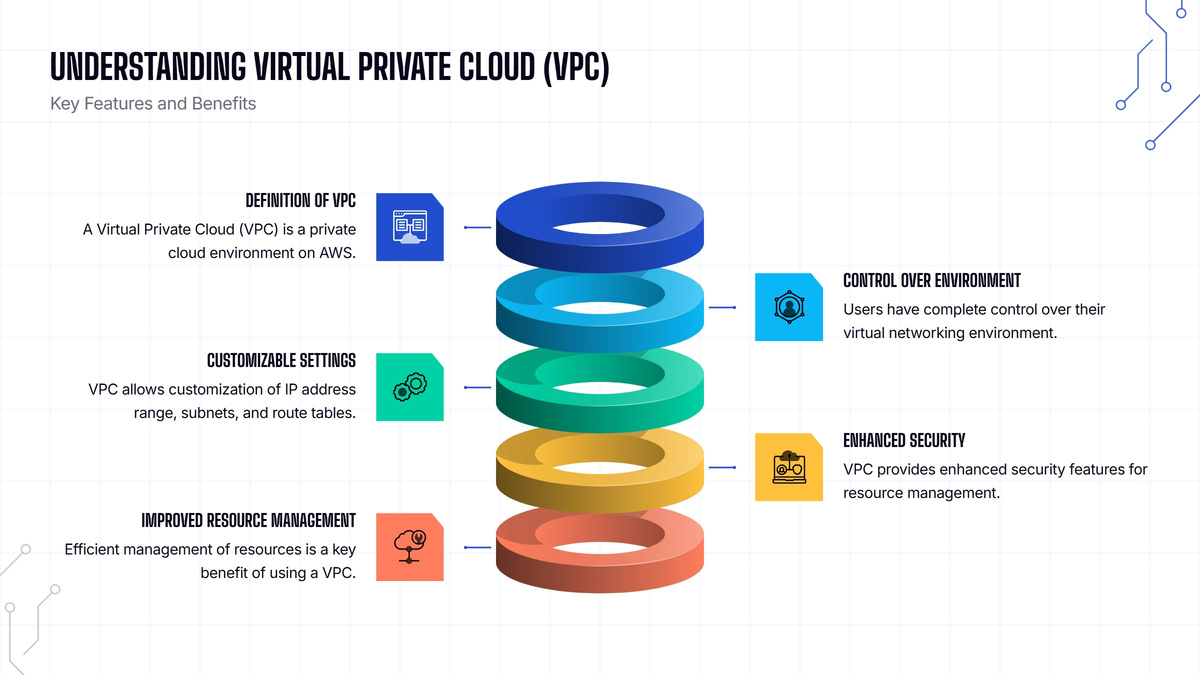 UNDERSTANDING VIRTUAL PRIVATE CLOUD (VPC)
Key Features and Benefits
DEFINITION OF VPC
A Virtual Private Cloud (VPC) is a private
cloud environment on AWS.
CONTROL OVER ENVIRONMENT
Users have complete control over their
virtual networking environment.
CUSTOMIZABLE SETTINGS
VPC allows customization of IP address
range, subnets, and route tables.
ENHANCED SECURITY
VPC provides enhanced security features for
resource management.
IMPROVED RESOURCE MANAGEMENT
Efficient management of resources is a key
benefit of using a VPC.